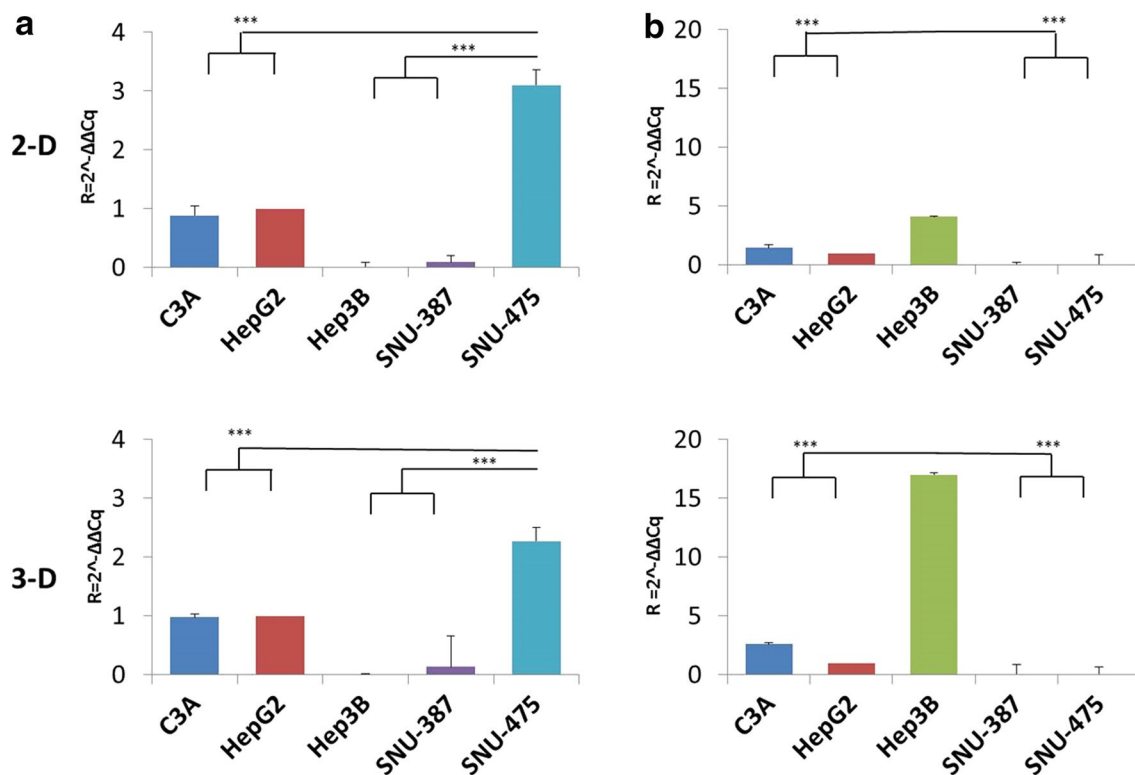 a
2-D
R=2^-ΔΔCq
4
3
2
1
0
***
***
C3A
HepG2
Hep3B
SNU-387
SNU-475
b
R =2^-ΔΔCq
20
15
10
5
0
***
***
C3A
HepG2
Hep3B
SNU-387
SNU-475
3-D
R=2^-ΔΔCq
4
3
2
1
0
***
***
C3A
HepG2
Hep3B
SNU-387
SNU-475
R =2^-ΔΔCq
20
15
10
5
0
***
***
C3A
HepG2
Hep3B
SNU-387
SNU-475